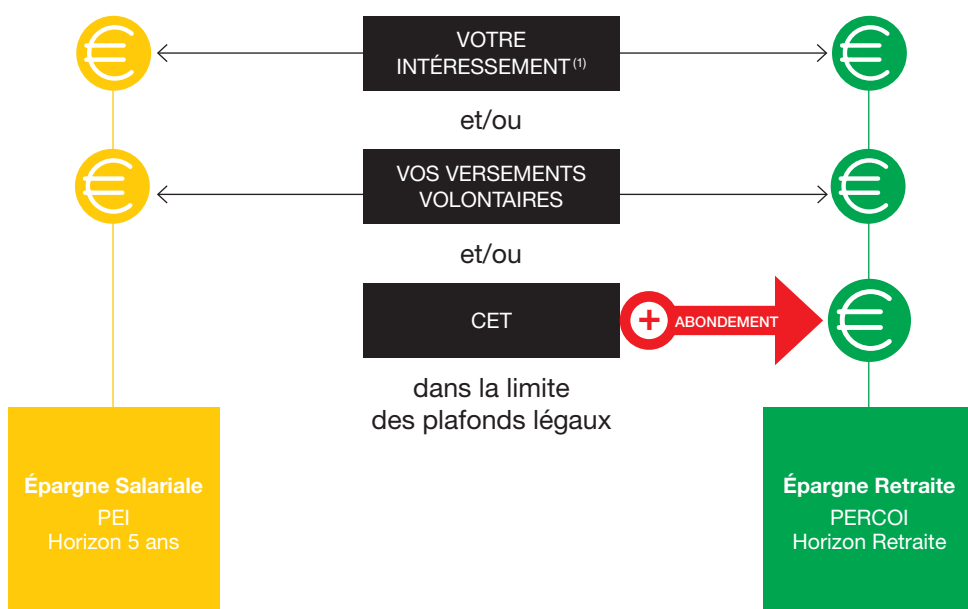 VOTRE
INTÉRESSEMENT(1)
et/ou
VOS VERSEMENTS
VOLONTAIRES
et/ou
CET
+ ABONDEMENT
dans la limite
des plafonds légaux
Épargne Salariale
PEI
Horizon 5 ans
Épargne Retraite
PERCOI
Horizon Retraite